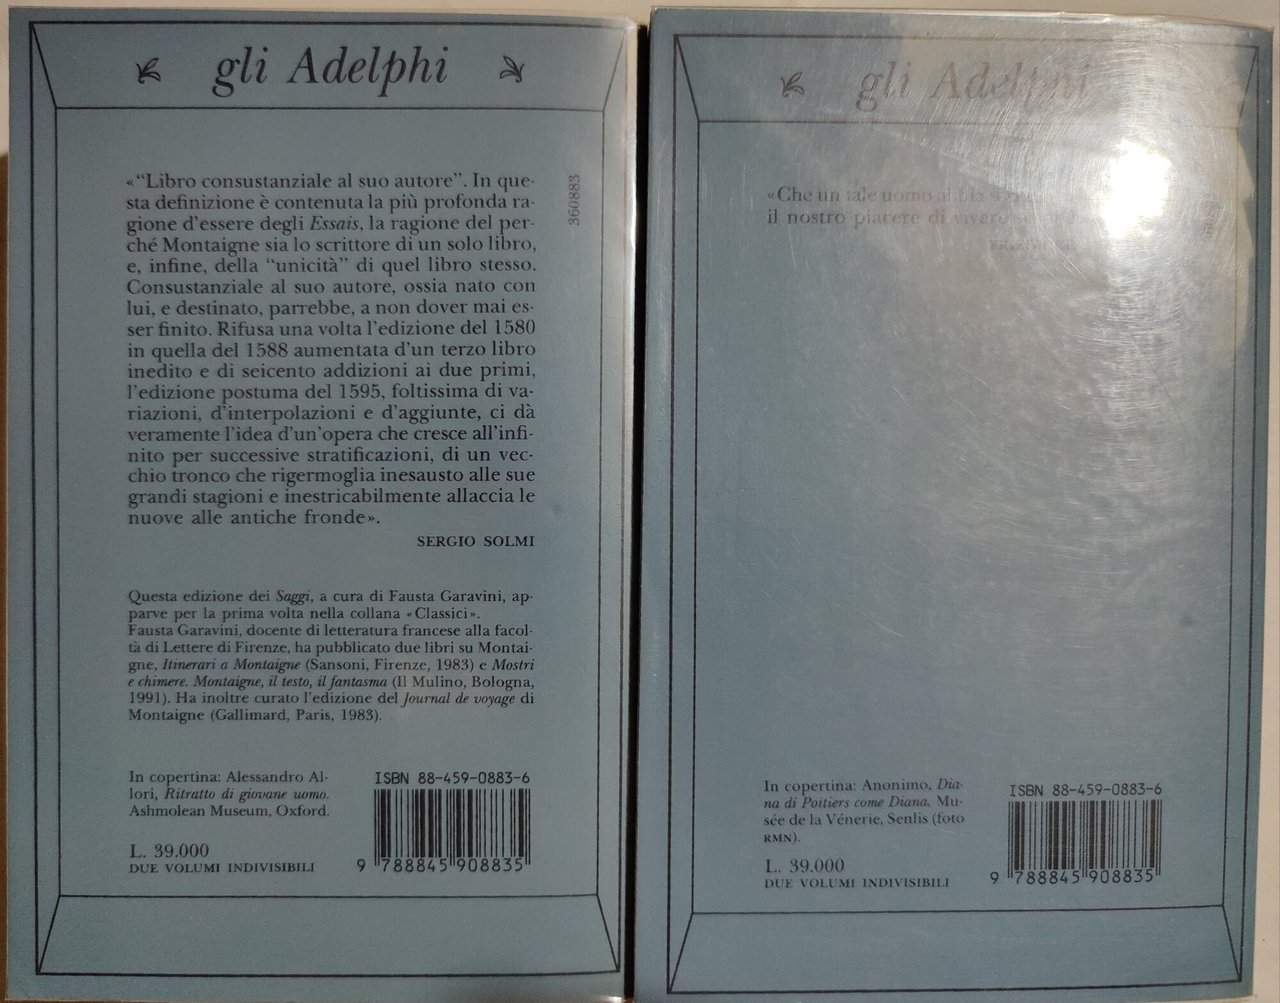 gli Adelphi
«“Libro consustanziale al suo autore”. In que-
sta definizione è contenuta la più profonda ra-
gione d'essere degli Essais, la ragione del per-
ché Montaigne sia lo scrittore di un solo libro,
e, infine, della “unicità” di quel libro stesso.
Consustanziale al suo autore, ossia nato con
lui, e destinato, parrebbe, a non dover mai es-
ser finito. Rifusa una volta l'edizione del 1580
in quella del 1588 aumentata d'un terzo libro
inedito e di seicento addizioni ai due primi,
l'edizione postuma del 1595, foltissima di va-
riazioni, d'interpolazioni e d'aggiunte, ci dà
veramente l'idea d'un'opera che cresce all'infi-
nito per successive stratificazioni, di un vec-
chio tronco che rigermoglia inesausto alle sue
grandi stagioni e inestricabilmente allaccia le
nuove alle antiche fronde».
SERGIO SOLMI
360883
Questa edizione dei Saggi, a cura di Fausta Garavini, ap-
parve per la prima volta nella collana «Classici».
Fausta Garavini, docente di letteratura francese alla facol-
tà di Lettere di Firenze, ha pubblicato due libri su Montai-
gne, Itinerari a Montaigne (Sansoni, Firenze, 1983) e Mostri
e chimere. Montaigne, il testo, il fantasma (Il Mulino, Bologna,
1991). Ha inoltre curato l'edizione del Journal de voyage di
Montaigne (Gallimard, Paris, 1983).
In copertina: Alessandro Al-
lori, Ritratto di giovane uomo.
Ashmolean Museum, Oxford.
L. 39.000
DUE VOLUMI INDIVISIBILI
ISBN 88-459-0883-6
9 788845 908835
gli Adelphi
«Che un tale uomo abbia
il nostro piacere di vivere
In copertina: Anonimo, Dia-
na di Poitiers come Diana. Mu-
sée de la Vénerie, Senlis (foto
RMN).
L. 39.000
DUE VOLUMI INDIVISIBILI
ISBN 88-459-0883-6
9 788845 908835